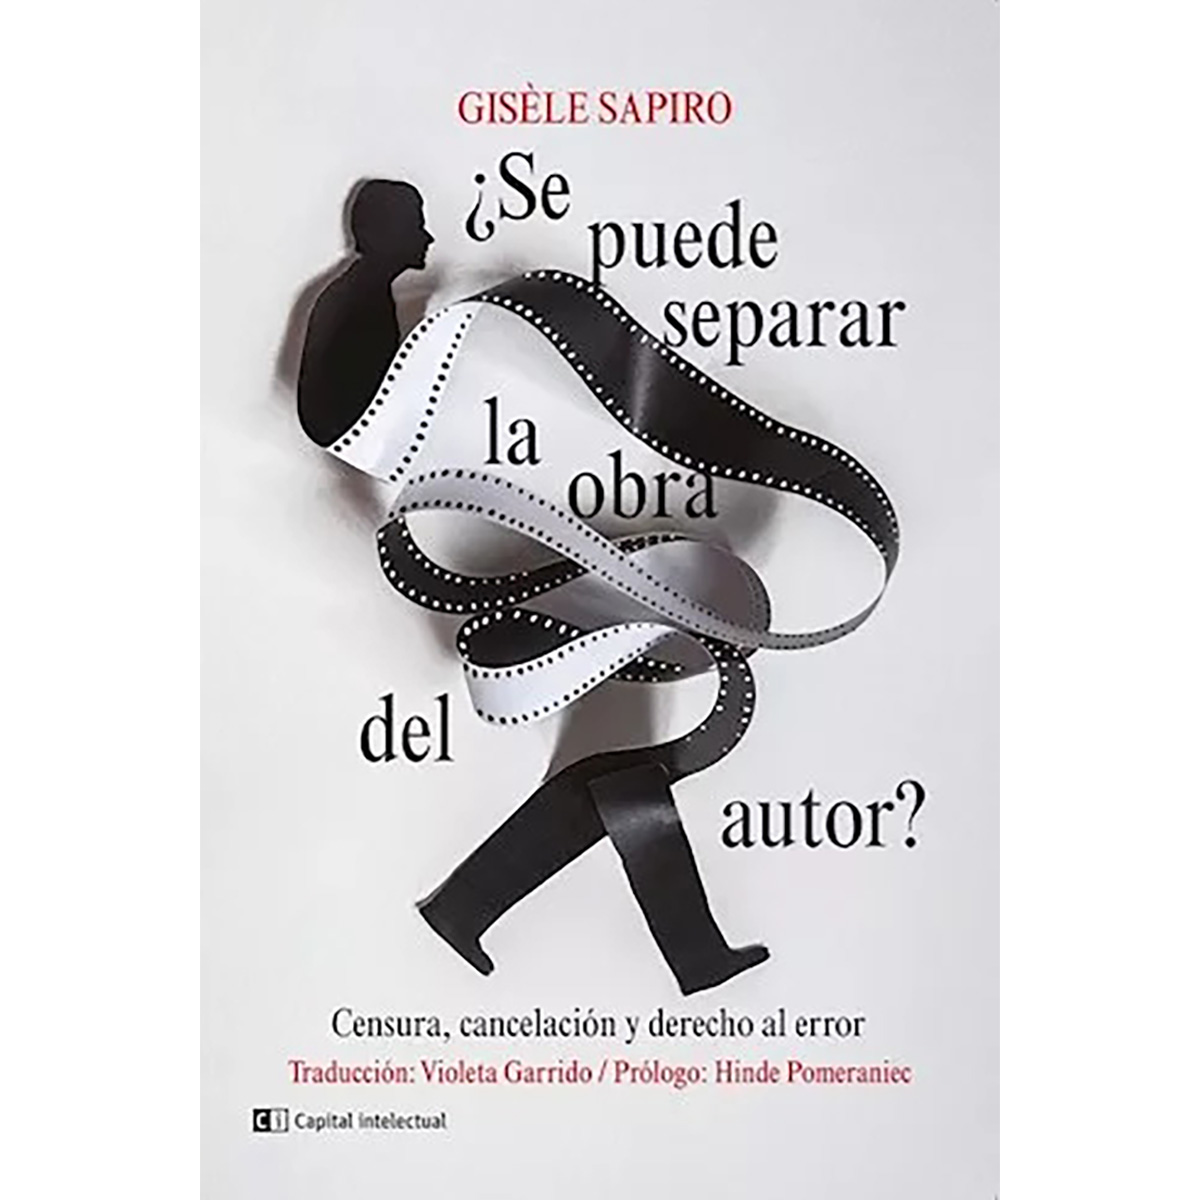 GISÈLE SAPIRO
¿Se
puede
separar
la
obra
del
autor?
Censura, cancelación y derecho al error
Traducción: Violeta Garrido / Prólogo: Hinde Pomeraniec
Ci Capital intelectual